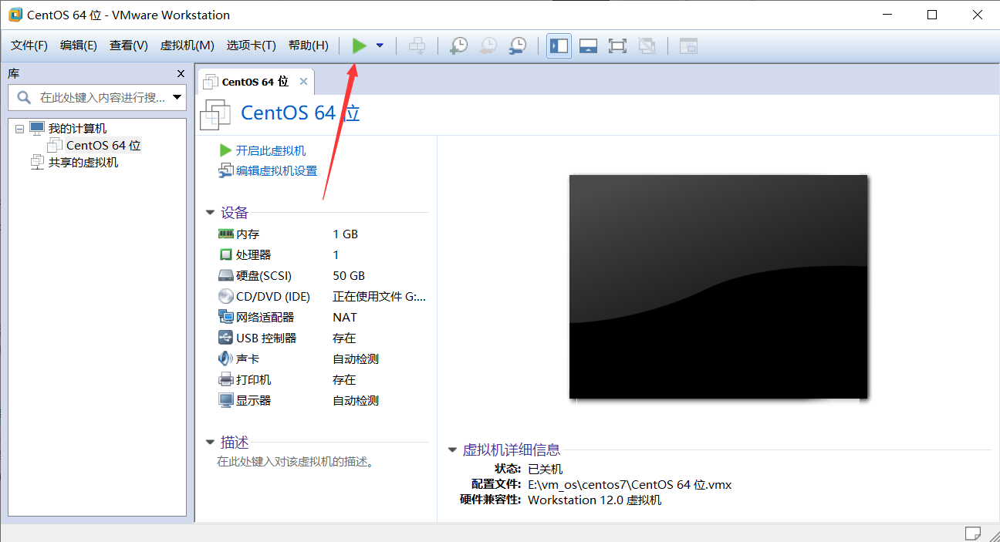 CentOS 64 位 - VMware Workstation
文件(F) 编辑(E) 查看(V) 虚拟机(M) 选项卡(T) 帮助(H)
库
在此处键入内容进行搜...
我的计算机
CentOS 64 位
共享的虚拟机
CentOS 64 位
CentOS 64 位
开启此虚拟机
编辑虚拟机设置
设备
内存 1 GB
处理器 1
硬盘(SCSI) 50 GB
CD/DVD (IDE) 正在使用文件 G:...
网络适配器 NAT
USB 控制器 存在
声卡 自动检测
打印机 存在
显示器 自动检测
描述
在此处键入对该虚拟机的描述。
虚拟机详细信息
状态: 已关机
配置文件: E:\vm_os\centos7\CentOS 64 位.vmx
硬件兼容性: Workstation 12.0 虚拟机